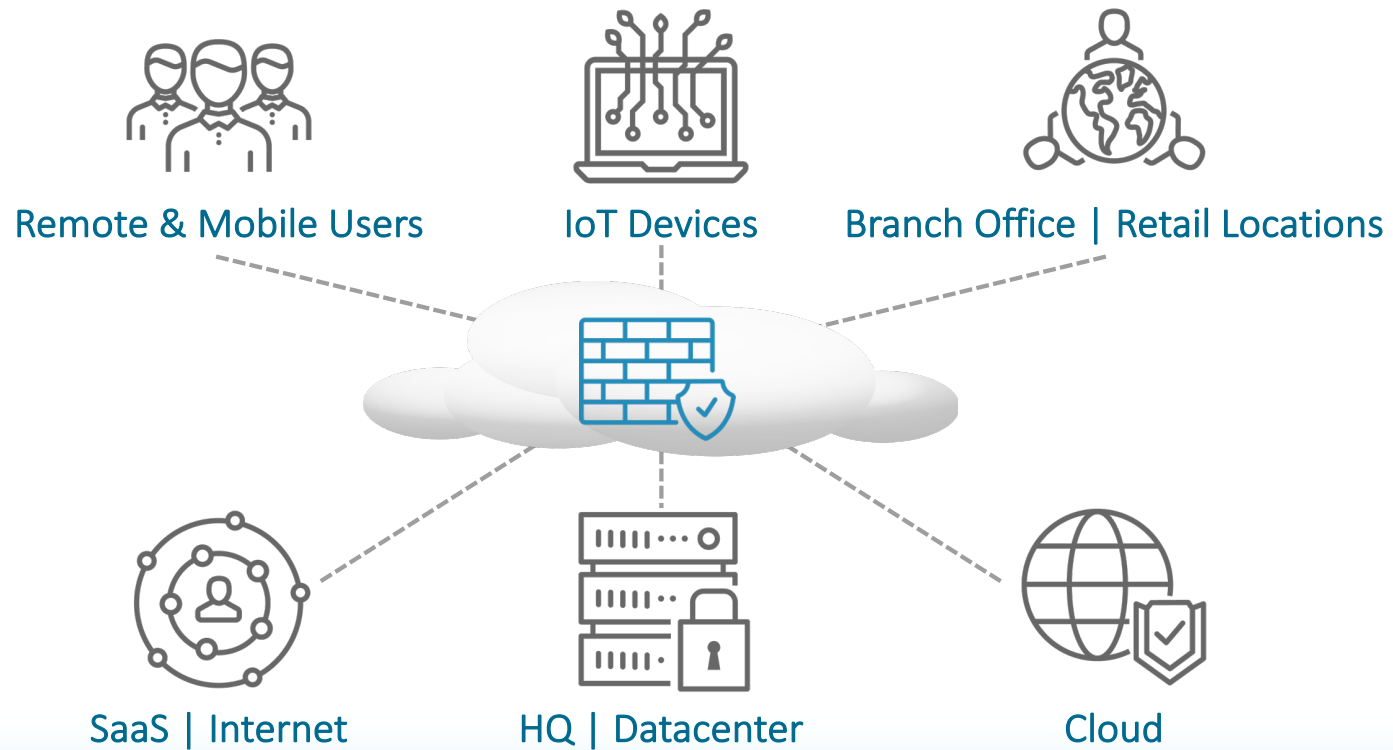 Remote & Mobile Users
IoT Devices
Branch Office | Retail Locations
SaaS | Internet
HQ | Datacenter
Cloud